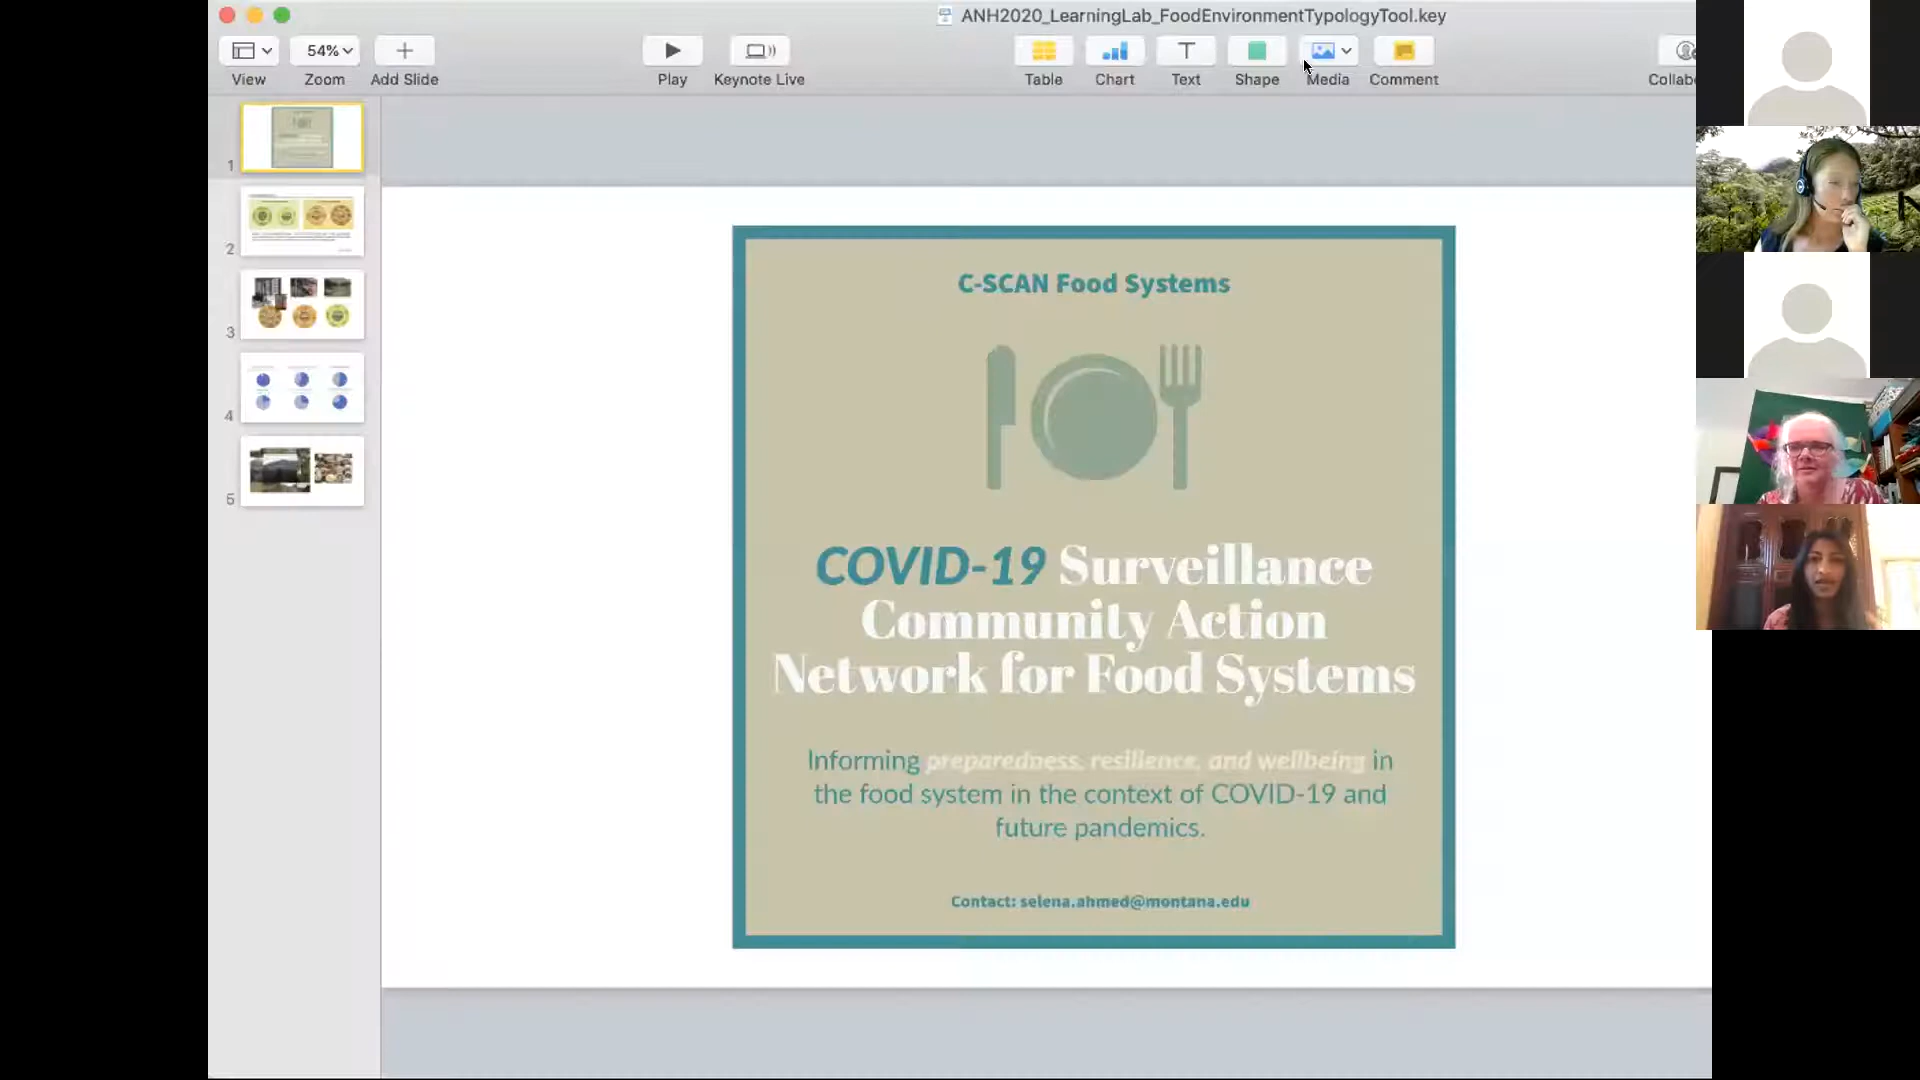 ANH2020_LearningLab_FoodEnvironmentTypologyTool.key
54%
View
Zoom
Add Slide
Play
Keynote Live
Table
Chart
Text
Shape
Media
Comment
Collabo
1
2
3
4
5
C-SCAN Food Systems
COVID-19 Surveillance
Community Action
Network for Food Systems
Informing preparedness, resilience, and wellbeing in
the food system in the context of COVID-19 and
future pandemics.
Contact: selena.ahmed@montana.edu